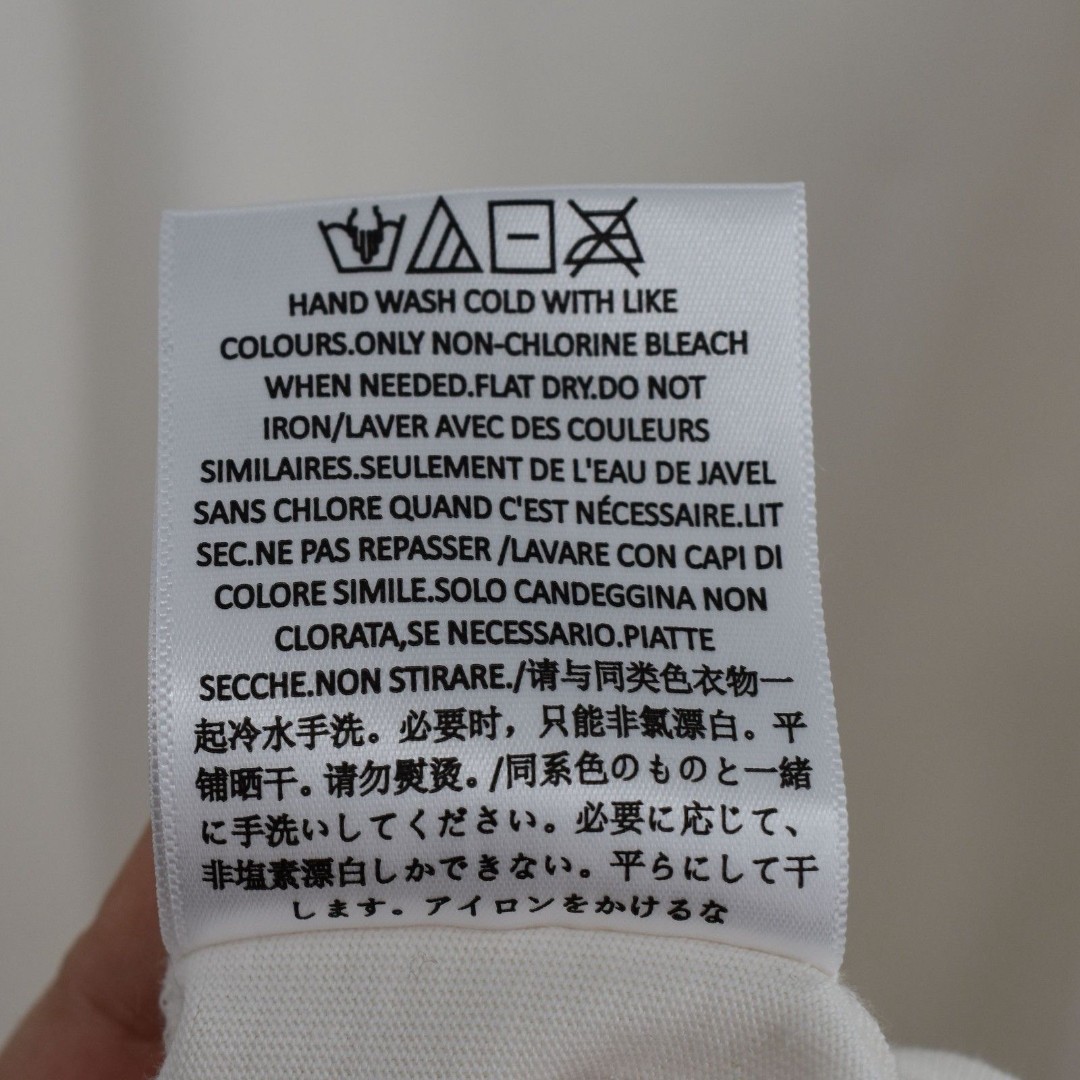 HAND WASH COLD WITH LIKE
COLOURS.ONLY NON-CHLORINE BLEACH
WHEN NEEDED.FLAT DRY.DO NOT
IRON/LAVER AVEC DES COULEURS
SIMILAIRES.SEULEMENT DE L'EAU DE JAVEL
SANS CHLORE QUAND C'EST NÉCESSAIRE.LIT
SEC.NE PAS REPASSER /LAVARE CON CAPI DI
COLORE SIMILE.SOLO CANDEGGINA NON
CLORATA,SE NECESSARIO.PIATTE
SECCHE.NON STIRARE./请与同类色衣物一
起冷水手洗。必要时，只能非氯漂白。平
铺晒干。请勿熨烫。/同系色のものと一緒
に手洗いしてください。必要に応じて、
非塩素漂白しかできない。平らにして干
します。アイロンをかけるな